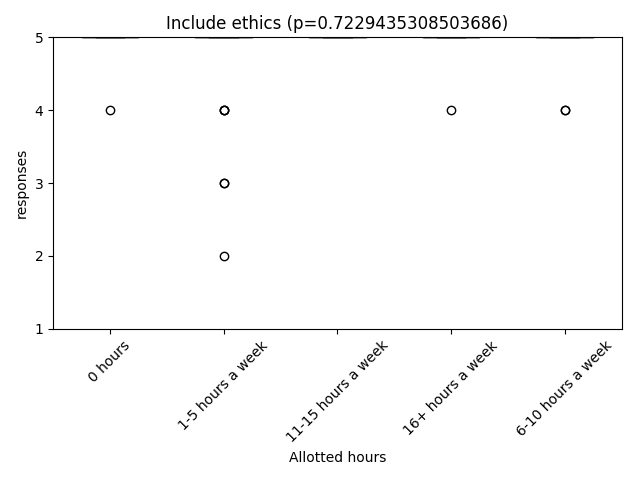 Include ethics (p=0.7229435308503686)
5
4
3
2
1
responses
0 hours
1-5 hours a week
11-15 hours a week
16+ hours a week
6-10 hours a week
Allotted hours